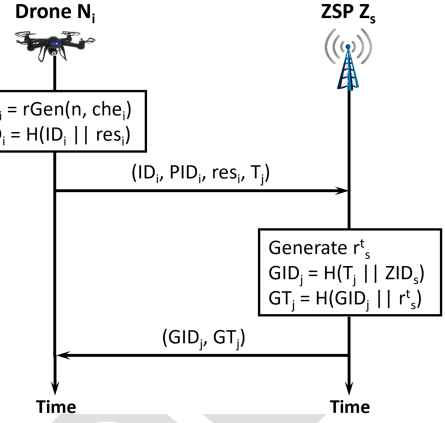 Drone Nᵢ
ZSP Zₛ
ᵢ = rGen(n, cheᵢ)
ᵢ = H(IDᵢ || resᵢ)
(IDᵢ, PIDᵢ, resᵢ, Tⱼ)
Generate rᵗₛ
GIDⱼ = H(Tⱼ || ZIDₛ)
GTⱼ = H(GIDⱼ || rᵗₛ)
(GIDⱼ, GTⱼ)
Time
Time